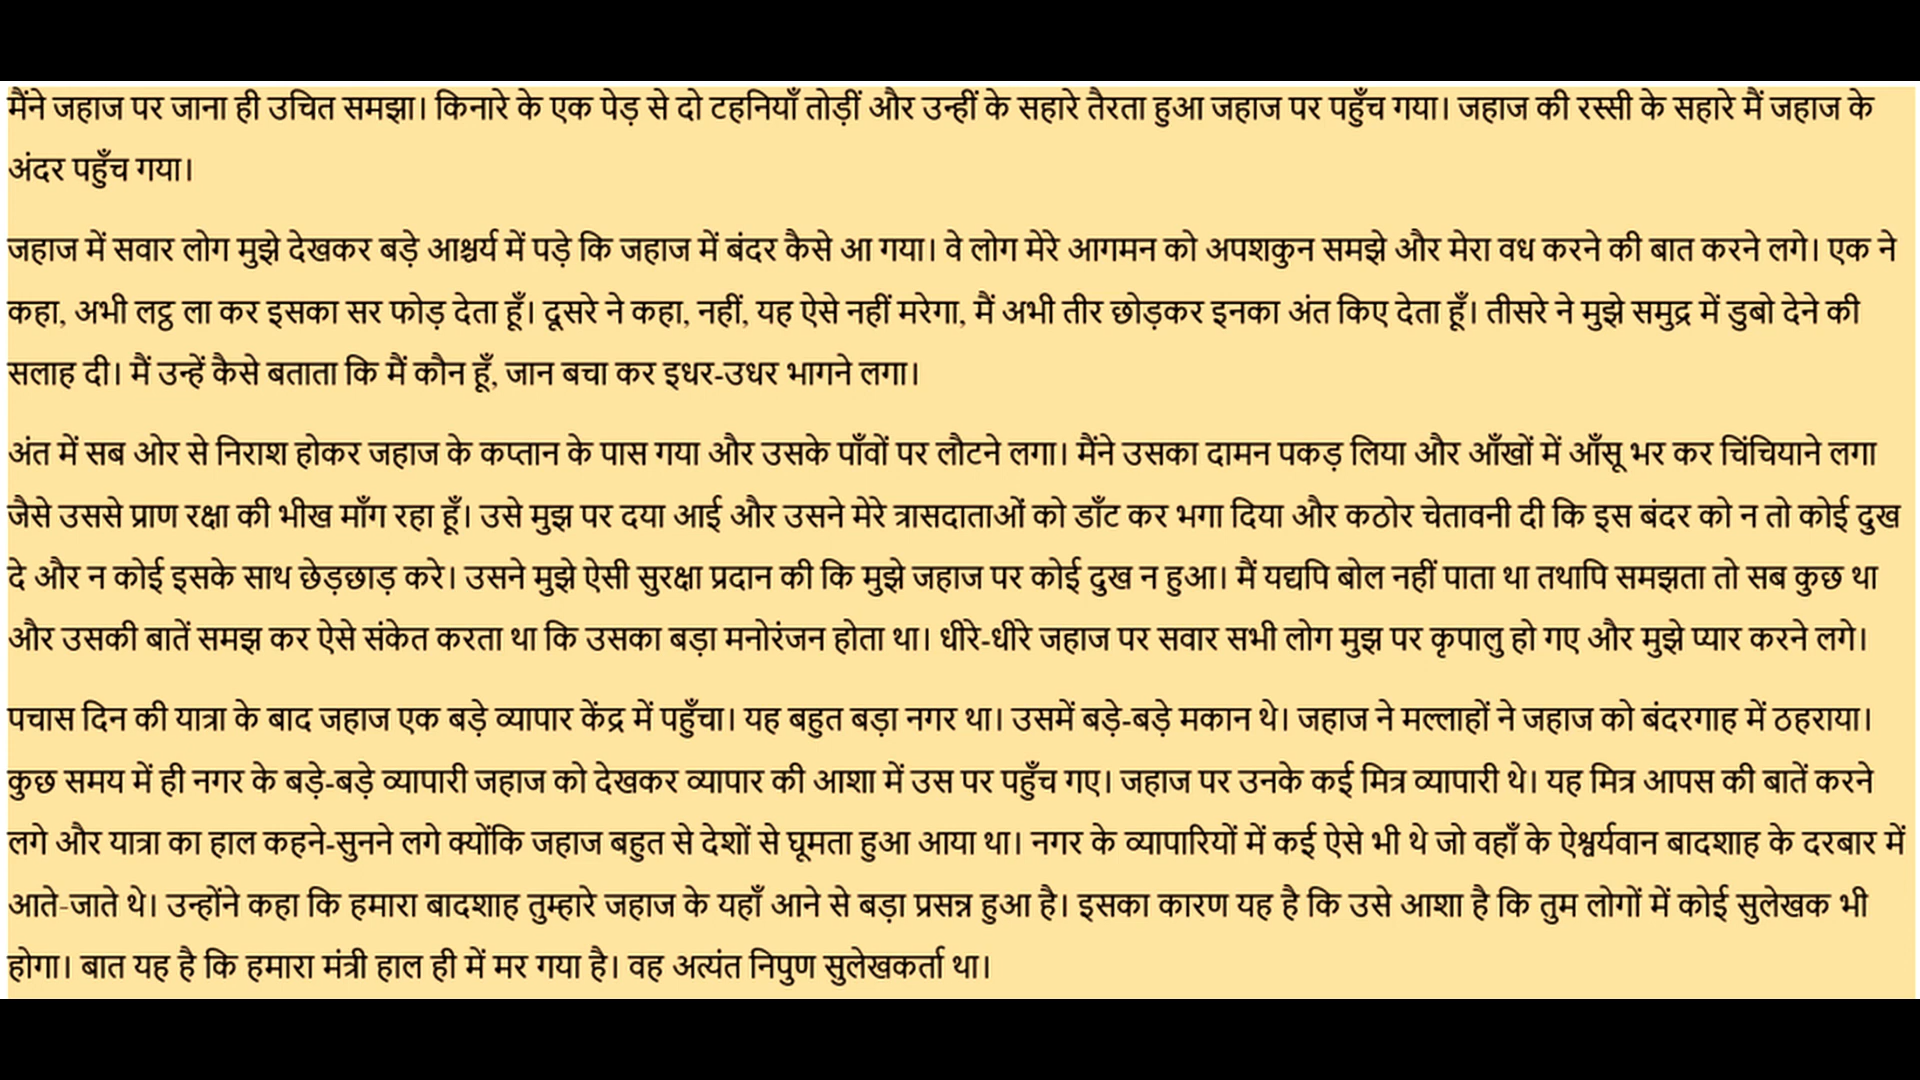 मैंने जहाज पर जाना ही उचित समझा। किनारे के एक पेड़ से दो टहनियाँ तोड़ीं और उन्हीं के सहारे तैरता हुआ जहाज पर पहुँच गया। जहाज की रस्सी के सहारे मैं जहाज के
अंदर पहुँच गया।
जहाज में सवार लोग मुझे देखकर बड़े आश्चर्य में पड़े कि जहाज में बंदर कैसे आ गया। वे लोग मेरे आगमन को अपशकुन समझे और मेरा वध करने की बात करने लगे। एक ने
कहा, अभी लट्ठ ला कर इसका सर फोड़ देता हूँ। दूसरे ने कहा, नहीं, यह ऐसे नहीं मरेगा, मैं अभी तीर छोड़कर इनका अंत किए देता हूँ। तीसरे ने मुझे समुद्र में डुबो देने की
सलाह दी। मैं उन्हें कैसे बताता कि मैं कौन हूँ, जान बचा कर इधर-उधर भागने लगा।
अंत में सब ओर से निराश होकर जहाज के कप्तान के पास गया और उसके पाँवों पर लौटने लगा। मैंने उसका दामन पकड़ लिया और आँखों में आँसू भर कर चिंचियाने लगा
जैसे उससे प्राण रक्षा की भीख माँग रहा हूँ। उसे मुझ पर दया आई और उसने मेरे त्रासदाताओं को डाँट कर भगा दिया और कठोर चेतावनी दी कि इस बंदर को न तो कोई दुख
दे और न कोई इसके साथ छेड़छाड़ करे। उसने मुझे ऐसी सुरक्षा प्रदान की कि मुझे जहाज पर कोई दुख न हुआ। मैं यद्यपि बोल नहीं पाता था तथापि समझता तो सब कुछ था
और उसकी बातें समझ कर ऐसे संकेत करता था कि उसका बड़ा मनोरंजन होता था। धीरे-धीरे जहाज पर सवार सभी लोग मुझ पर कृपालु हो गए और मुझे प्यार करने लगे।
पचास दिन की यात्रा के बाद जहाज एक बड़े व्यापार केंद्र में पहुँचा। यह बहुत बड़ा नगर था। उसमें बड़े-बड़े मकान थे। जहाज ने मल्लाहों ने जहाज को बंदरगाह में ठहराया।
कुछ समय में ही नगर के बड़े-बड़े व्यापारी जहाज को देखकर व्यापार की आशा में उस पर पहुँच गए। जहाज पर उनके कई मित्र व्यापारी थे। यह मित्र आपस की बातें करने
लगे और यात्रा का हाल कहने-सुनने लगे क्योंकि जहाज बहुत से देशों से घूमता हुआ आया था। नगर के व्यापारियों में कई ऐसे भी थे जो वहाँ के ऐश्वर्यवान बादशाह के दरबार में
आते-जाते थे। उन्होंने कहा कि हमारा बादशाह तुम्हारे जहाज के यहाँ आने से बड़ा प्रसन्न हुआ है। इसका कारण यह है कि उसे आशा है कि तुम लोगों में कोई सुलेखक भी
होगा। बात यह है कि हमारा मंत्री हाल ही में मर गया है। वह अत्यंत निपुण सुलेखकर्ता था।